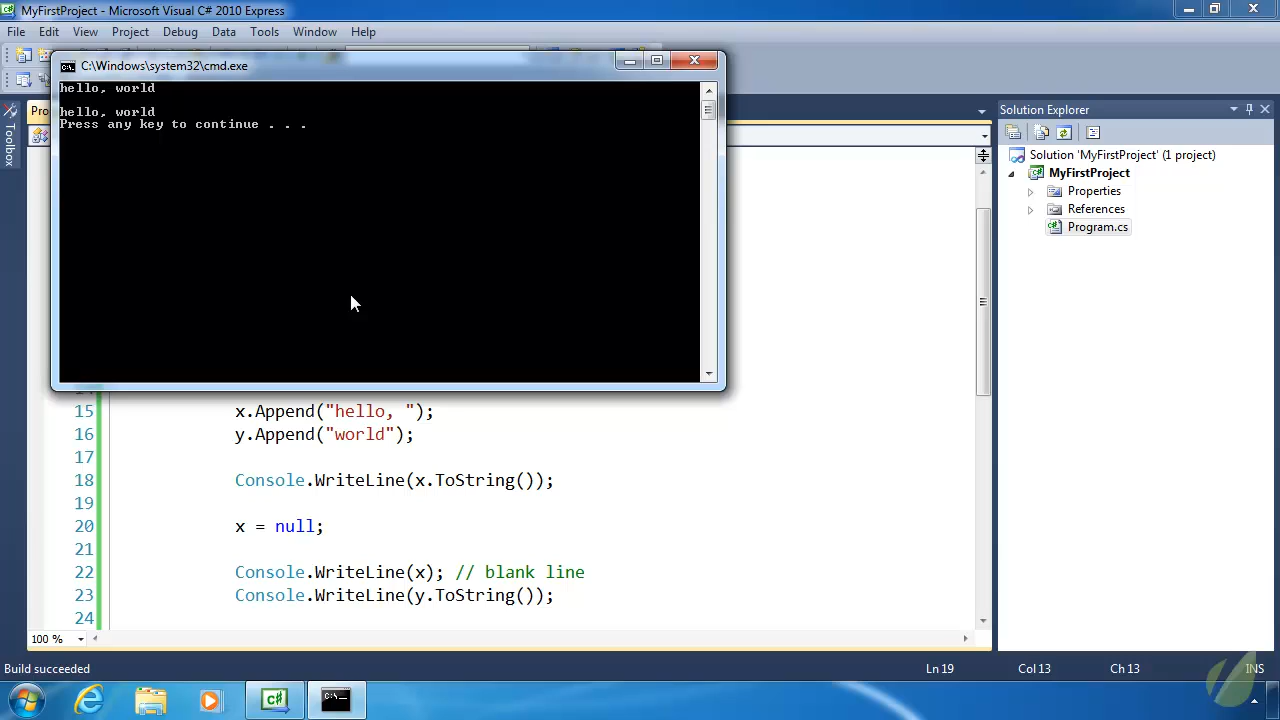 MyFirstProject - Microsoft Visual C# 2010 Express
File Edit View Project Debug Data Tools Window Help
C:\Windows\system32\cmd.exe
hello, world
hello, world
Press any key to continue . . .
Toolbox
Pro
Solution Explorer
Solution 'MyFirstProject' (1 project)
MyFirstProject
Properties
References
Program.cs
15 x.Append("hello, ");
16 y.Append("world");
17
18 Console.WriteLine(x.ToString());
19
20 x = null;
21
22 Console.WriteLine(x); // blank line
23 Console.WriteLine(y.ToString());
24
100 %
Build succeeded
Ln 19 Col 13 Ch 13 INS